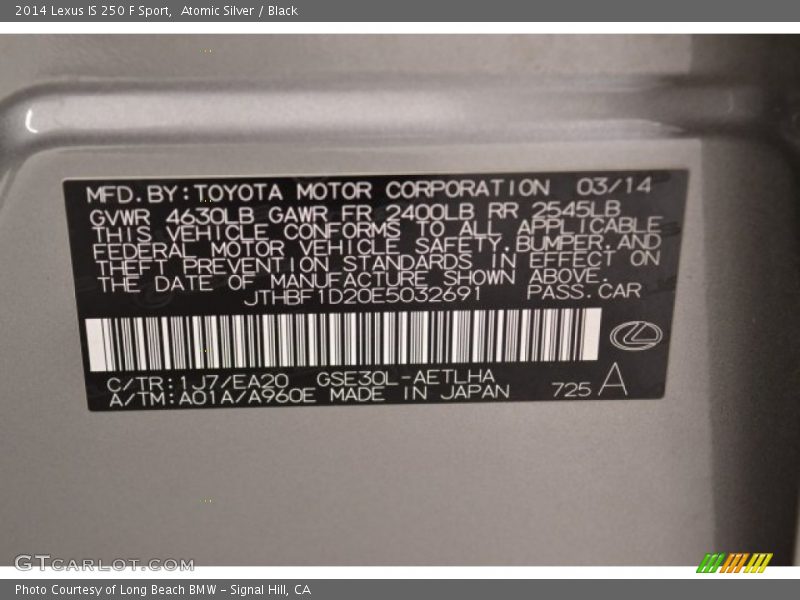 2014 Lexus IS 250 F Sport, Atomic Silver / Black
MFD.BY:TOYOTA MOTOR CORPORATION 03/14
GVWR 4630LB GAWR FR 2400LB RR 2545LB
THIS VEHICLE CONFORMS TO ALL APPLICABLE
FEDERAL MOTOR VEHICLE SAFETY,BUMPER,AND
THEFT PREVENTION STANDARDS IN EFFECT ON
THE DATE OF MANUFACTURE SHOWN ABOVE.
JTHBF1D20E5032691 PASS.CAR
C/TR:1J7/EA20 GSE30L-AETLHA
A/TM:A01A/A960E MADE IN JAPAN 725 A
GTCARLOT.COM
Photo Courtesy of Long Beach BMW - Signal Hill, CA